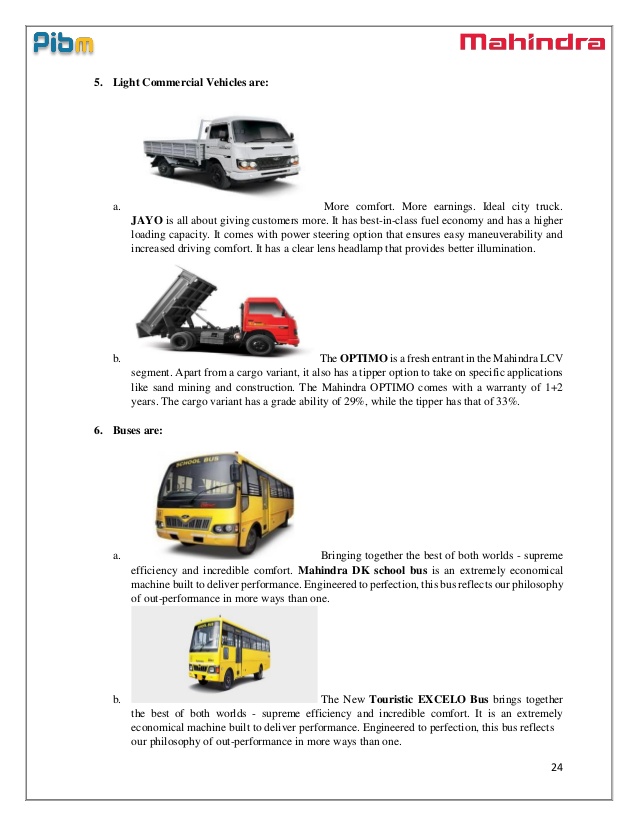 Pibm
Mahindra
5. Light Commercial Vehicles are:
a. More comfort. More earnings. Ideal city truck.
JAYO is all about giving customers more. It has best-in-class fuel economy and has a higher
loading capacity. It comes with power steering option that ensures easy maneuverability and
increased driving comfort. It has a clear lens headlamp that provides better illumination.
b. The OPTIMO is a fresh entrant in the Mahindra LCV
segment. Apart from a cargo variant, it also has a tipper option to take on specific applications
like sand mining and construction. The Mahindra OPTIMO comes with a warranty of 1+2
years. The cargo variant has a grade ability of 29%, while the tipper has that of 33%.
6. Buses are:
SCHOOL BUS
a. Bringing together the best of both worlds - supreme
efficiency and incredible comfort. Mahindra DK school bus is an extremely economical
machine built to deliver performance. Engineered to perfection, this bus reflects our philosophy
of out-performance in more ways than one.
b. The New Touristic EXCELO Bus brings together
the best of both worlds - supreme efficiency and incredible comfort. It is an extremely
economical machine built to deliver performance. Engineered to perfection, this bus reflects
our philosophy of out-performance in more ways than one.
24